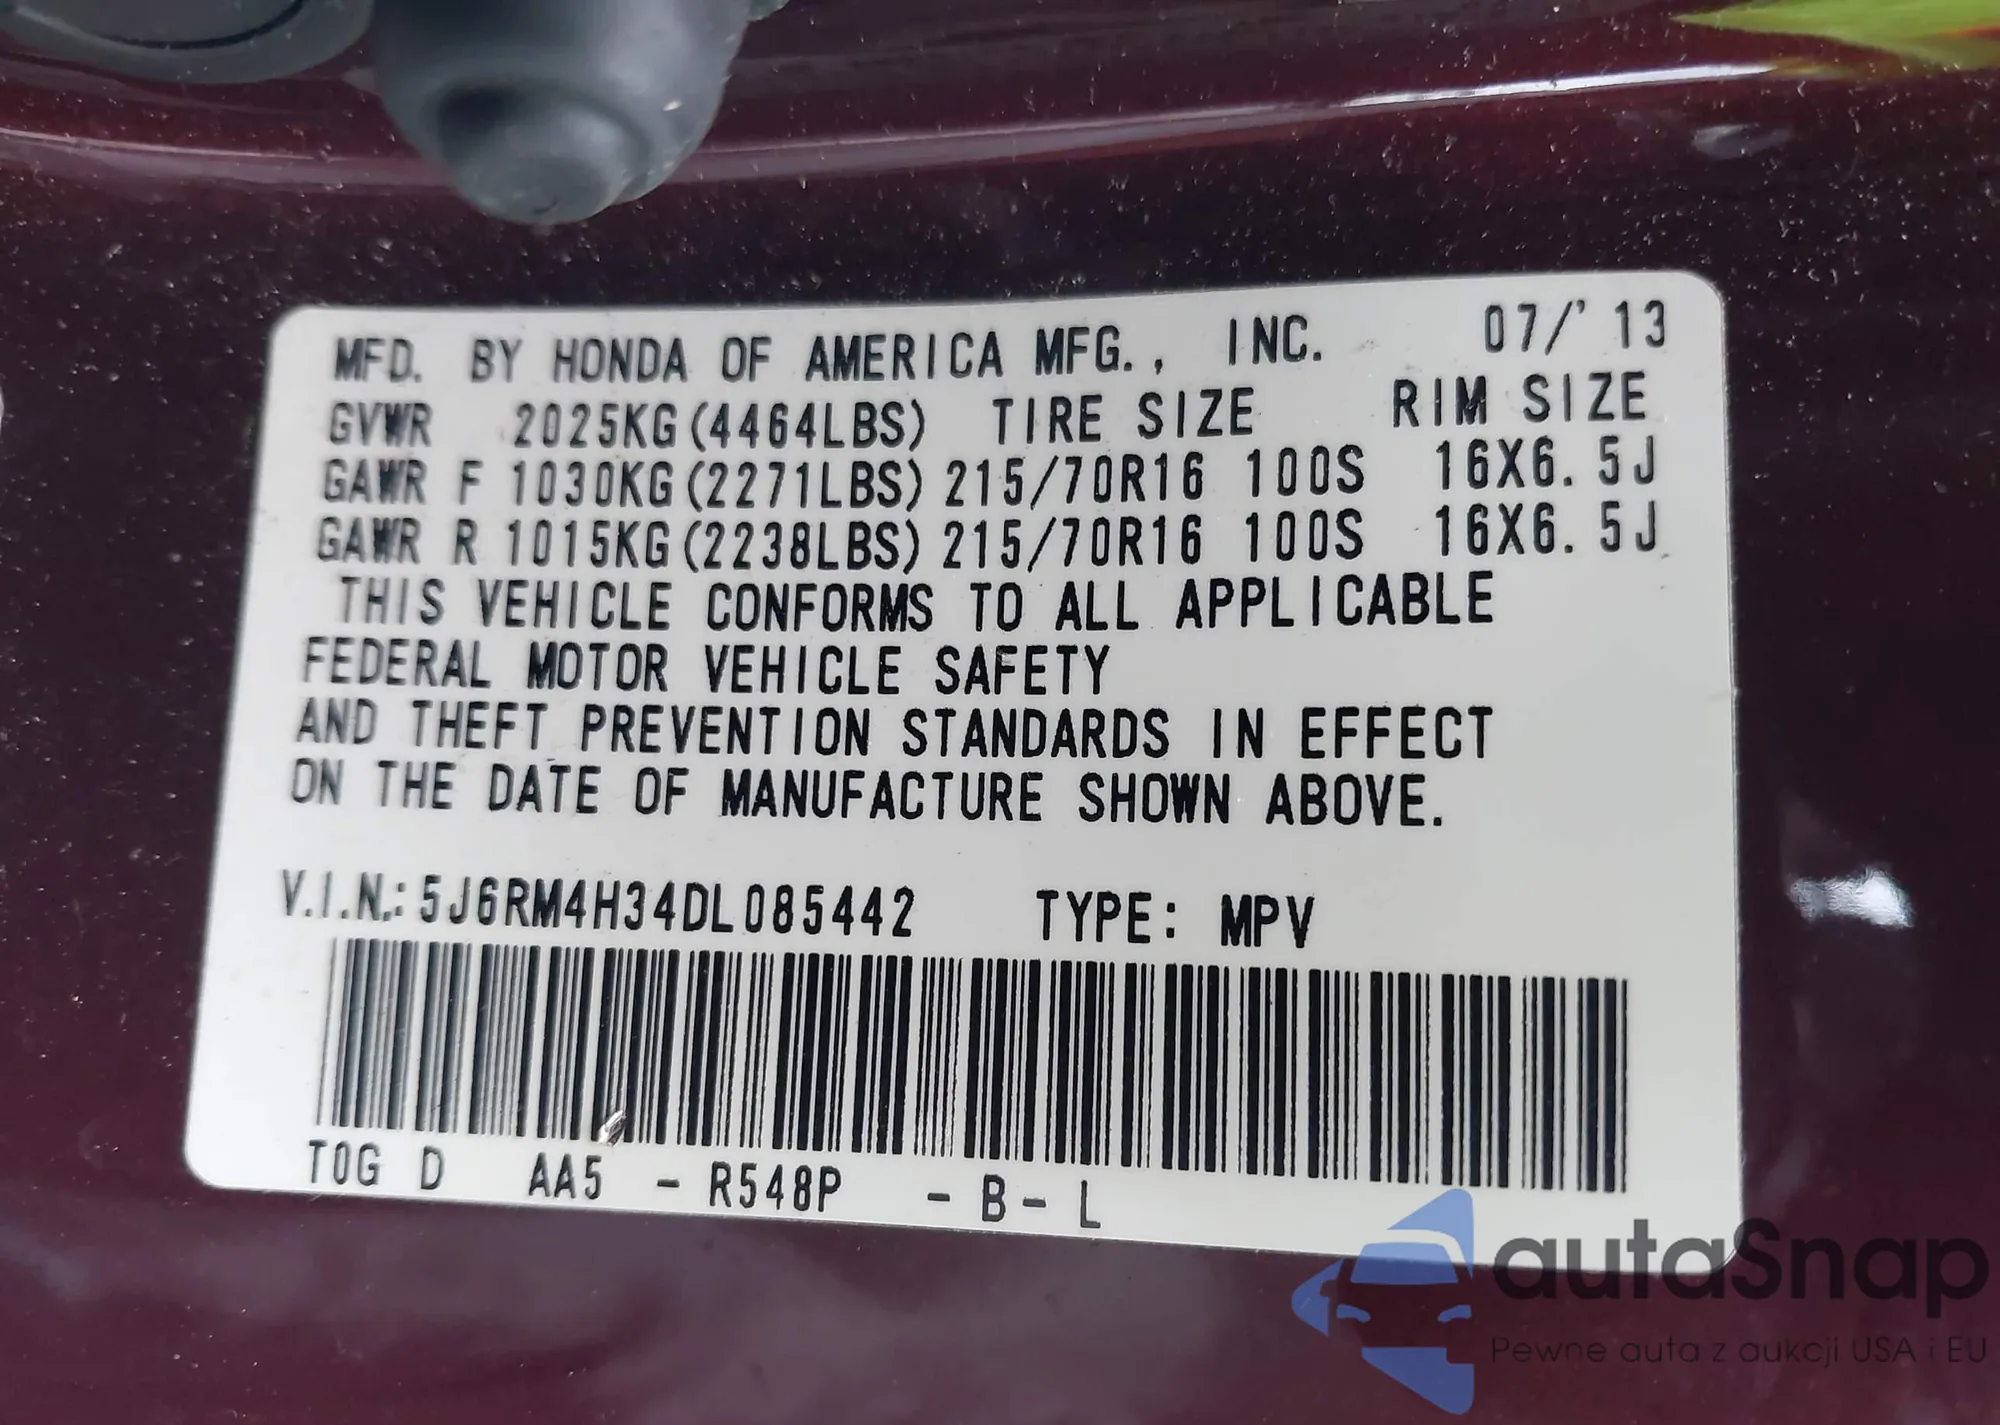 MFD. BY HONDA OF AMERICA MFG., INC. 07/'13
GVWR 2025KG(4464LBS) TIRE SIZE RIM SIZE
GAWR F 1030KG(2271LBS) 215/70R16 100S 16X6.5J
GAWR R 1015KG(2238LBS) 215/70R16 100S 16X6.5J
THIS VEHICLE CONFORMS TO ALL APPLICABLE
FEDERAL MOTOR VEHICLE SAFETY
AND THEFT PREVENTION STANDARDS IN EFFECT
ON THE DATE OF MANUFACTURE SHOWN ABOVE.
V.I.N.: 5J6RM4H34DL085442 TYPE: MPV
T0G D AA5 - R548P - B - L
autaSnap
Pewne auta z aukcji USA i EU